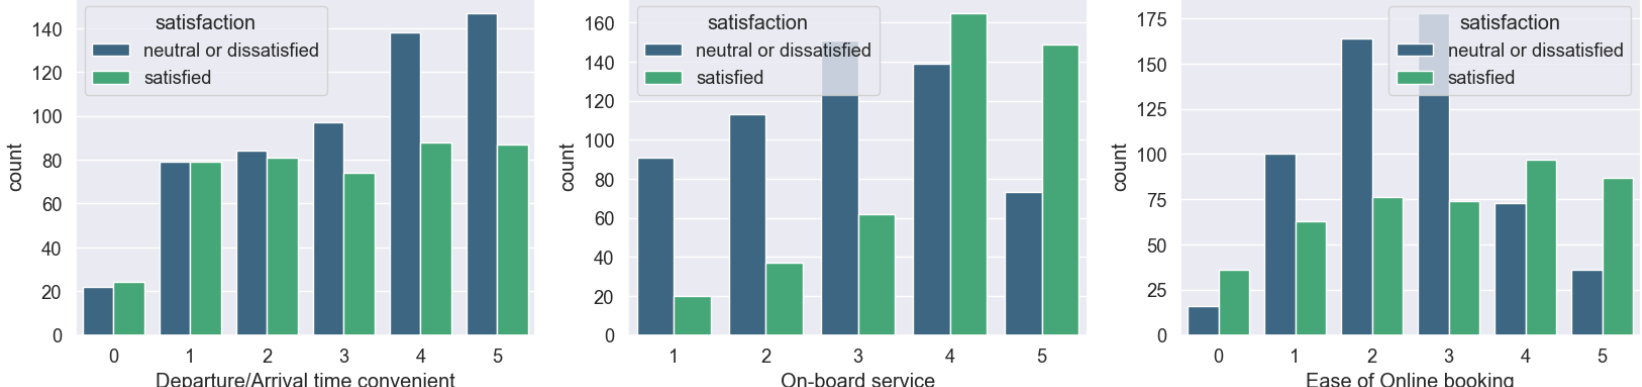 satisfaction
neutral or dissatisfied
satisfied
count
140
120
100
80
60
40
20
0
0 1 2 3 4 5
Departure/Arrival time convenient
satisfaction
neutral or dissatisfied
satisfied
count
160
140
120
100
80
60
40
20
0
1 2 3 4 5
On-board service
satisfaction
neutral or dissatisfied
satisfied
count
175
150
125
100
75
50
25
0
0 1 2 3 4 5
Ease of Online booking